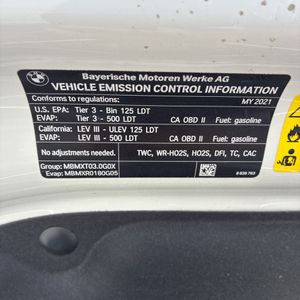 BMW
Bayerische Motoren Werke AG
VEHICLE EMISSION CONTROL INFORMATION
Conforms to regulations: MY 2021
U.S. EPA: Tier 3 - Bin 125 LDT
EVAP: Tier 3 - 500 LDT CA OBD II Fuel: gasoline
California: LEV III - ULEV 125 LDT
EVAP: LEV III - 500 LDT CA OBD II Fuel: gasoline
No adjustments needed. TWC, WR-HO2S, HO2S, DFI, TC, CAC
Group: MBMXT03.0G0X
Evap: MBMXR0180G05